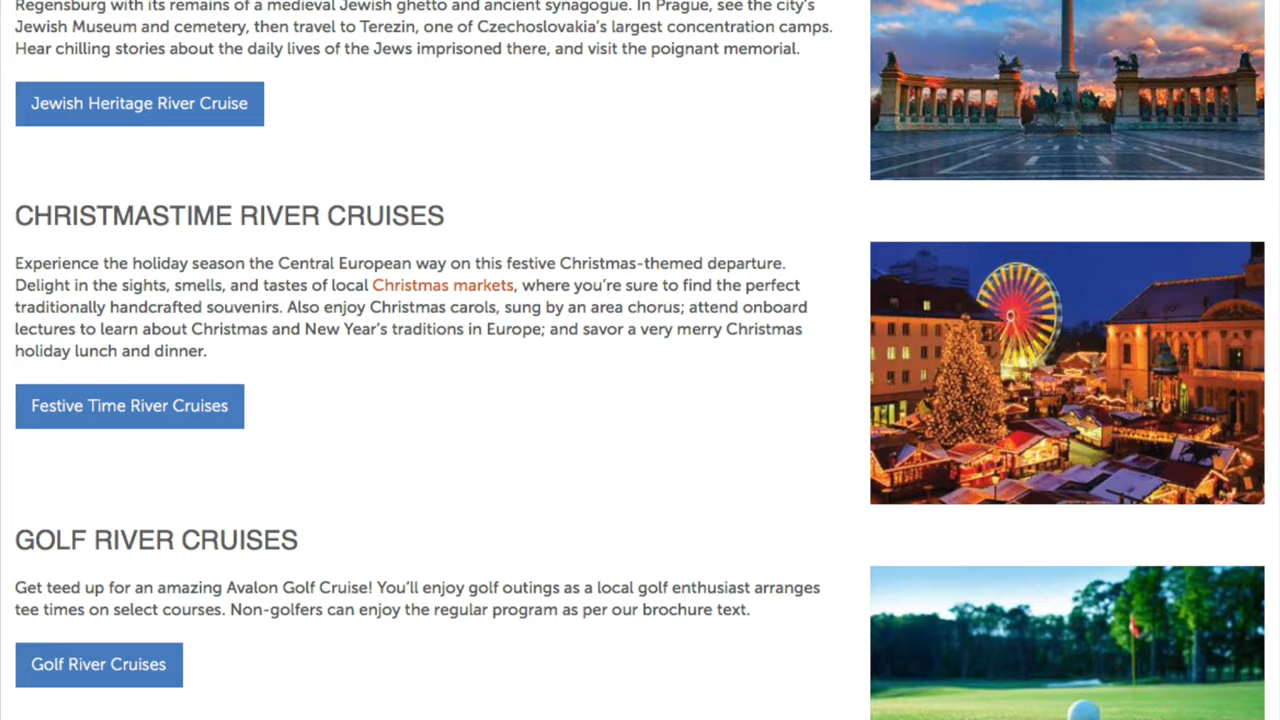 Regensburg with its remains of a medieval Jewish ghetto and ancient synagogue. In Prague, see the city's
Jewish Museum and cemetery, then travel to Terezin, one of Czechoslovakia's largest concentration camps.
Hear chilling stories about the daily lives of the Jews imprisoned there, and visit the poignant memorial.
Jewish Heritage River Cruise
CHRISTMASTIME RIVER CRUISES
Experience the holiday season the Central European way on this festive Christmas-themed departure.
Delight in the sights, smells, and tastes of local Christmas markets, where you're sure to find the perfect
traditionally handcrafted souvenirs. Also enjoy Christmas carols, sung by an area chorus; attend onboard
lectures to learn about Christmas and New Year's traditions in Europe; and savor a very merry Christmas
holiday lunch and dinner.
Festive Time River Cruises
GOLF RIVER CRUISES
Get teed up for an amazing Avalon Golf Cruise! You'll enjoy golf outings as a local golf enthusiast arranges
tee times on select courses. Non-golfers can enjoy the regular program as per our brochure text.
Golf River Cruises